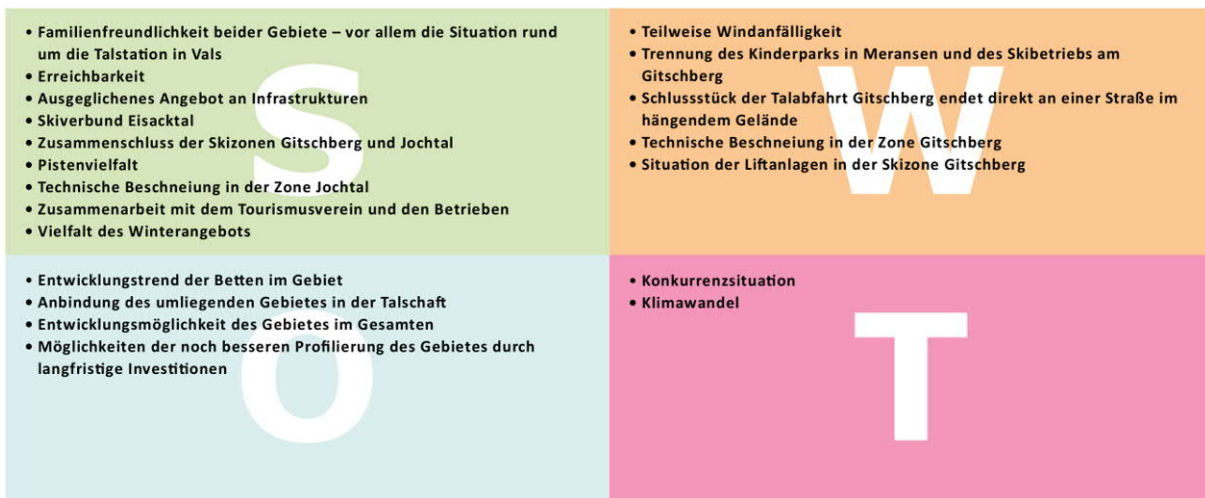 • Familienfreundlichkeit beider Gebiete – vor allem die Situation rund
um die Talstation in Vals
• Erreichbarkeit
• Ausgeglichenes Angebot an Infrastrukturen
• Skiverbund Eisacktal
• Zusammenschluss der Skizonen Gitschberg und Jochtal
• Pistenvielfalt
• Technische Beschneiung in der Zone Jochtal
• Zusammenarbeit mit dem Tourismusverein und den Betrieben
• Vielfalt des Winterangebots
S
• Teilweise Windanfälligkeit
• Trennung des Kinderparks in Meransen und des Skibetriebs am
Gitschberg
• Schlussstück der Talabfahrt Gitschberg endet direkt an einer Straße im
hängendem Gelände
• Technische Beschneiung in der Zone Gitschberg
• Situation der Liftanlagen in der Skizone Gitschberg
W
• Entwicklungstrend der Betten im Gebiet
• Anbindung des umliegenden Gebietes in der Talschaft
• Entwicklungsmöglichkeit des Gebietes im Gesamten
• Möglichkeiten der noch besseren Profilierung des Gebietes durch
langfristige Investitionen
O
• Konkurrenzsituation
• Klimawandel
T